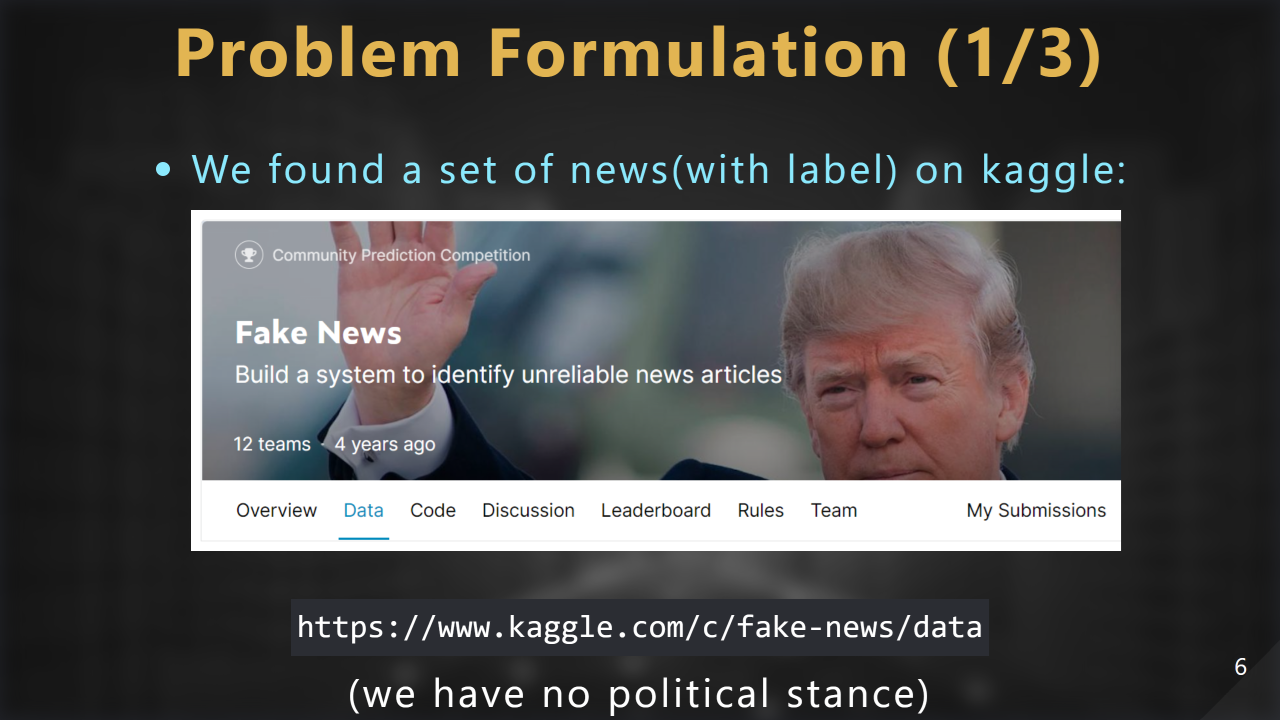 Problem Formulation (1/3)
• We found a set of news(with label) on kaggle:
Community Prediction Competition
Fake News
Build a system to identify unreliable news articles
12 teams · 4 years ago
Overview Data Code Discussion Leaderboard Rules Team My Submissions
https://www.kaggle.com/c/fake-news/data
(we have no political stance)
6